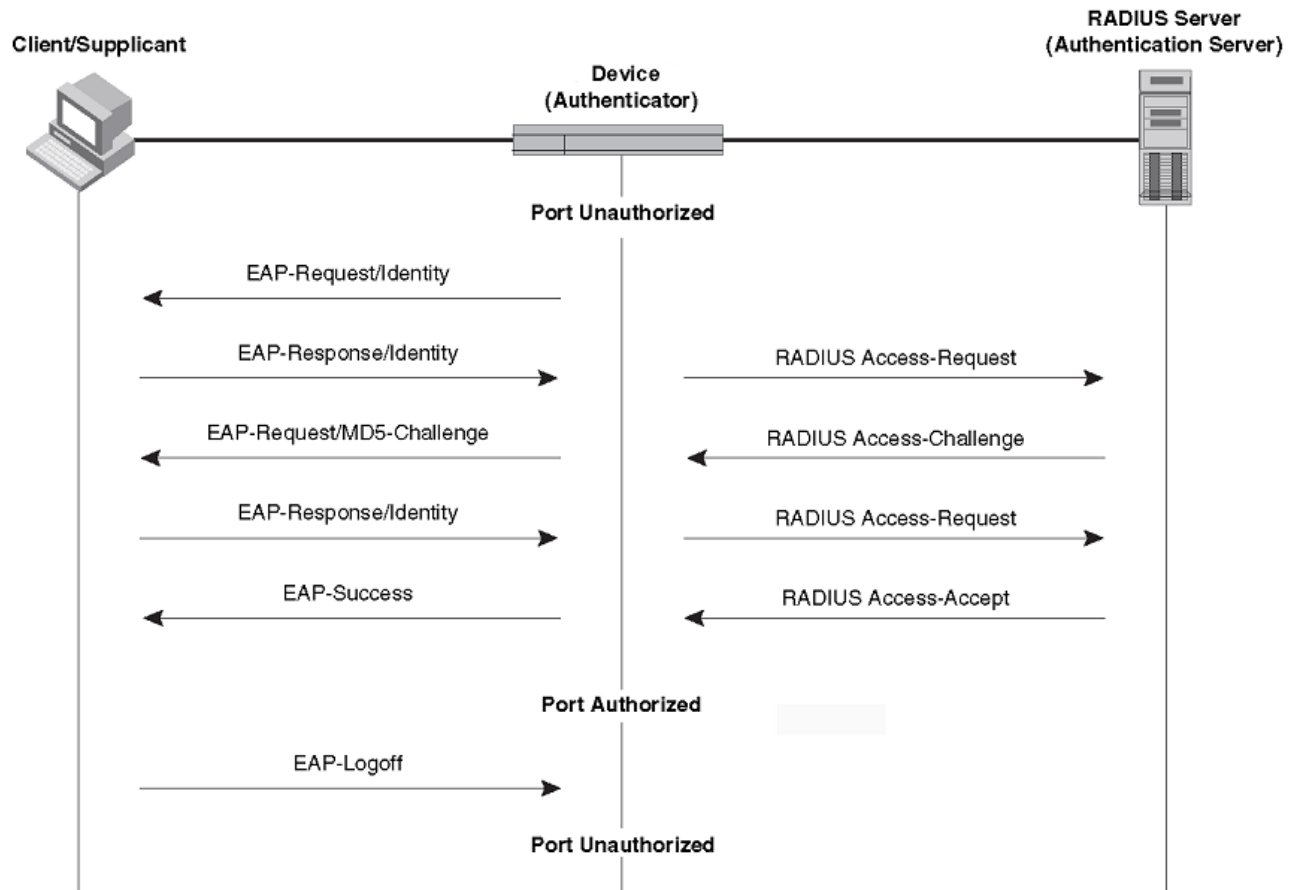 RADIUS Server
(Authentication Server)
Client/Supplicant
Device
(Authenticator)
Port Unauthorized
EAP-Request/Identity
EAP-Response/Identity
RADIUS Access-Request
EAP-Request/MD5-Challenge
RADIUS Access-Challenge
EAP-Response/Identity
RADIUS Access-Request
EAP-Success
RADIUS Access-Accept
Port Authorized
EAP-Logoff
Port Unauthorized